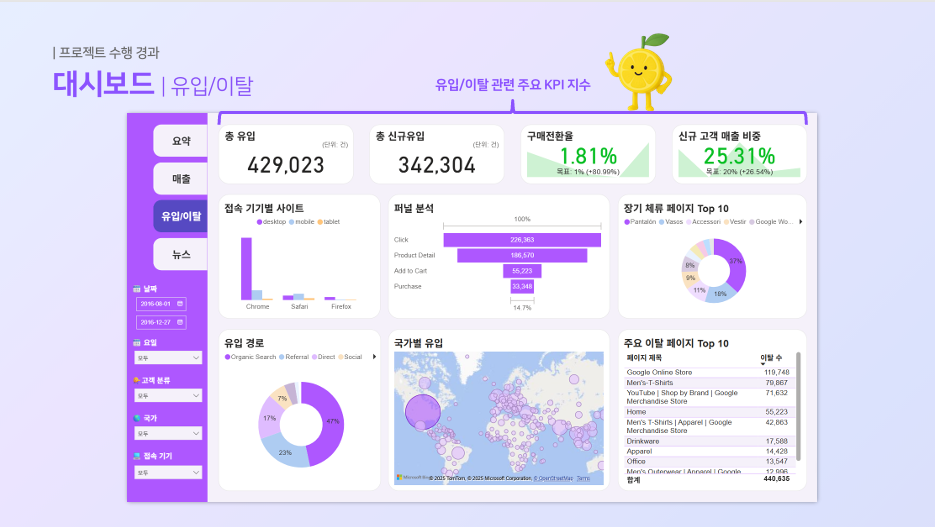 | 프로젝트 수행 경과
대시보드 | 유입/이탈
유입/이탈 관련 주요 KPI 지수
요약
매출
유입/이탈
뉴스
날짜
2016-08-01
2016-12-27
요일
모두
고객 분류
모두
국가
모두
접속 기기
모두
총 유입
(단위: 건)
429,023
총 신규유입
(단위: 건)
342,304
구매전환율
1.81%
목표: 1% (+80.99%)
신규 고객 매출 비중
25.31%
목표: 20% (+26.54%)
접속 기기별 사이트
desktop mobile tablet
Chrome Safari Firefox
퍼널 분석
100%
Click 226,363
Product Detail 186,570
Add to Cart 55,223
Purchase 33,348
14.7%
장기 체류 페이지 Top 10
Pantalón Vasos Accessori Vestir Google Wo...
37%
18%
11%
9%
8%
유입 경로
Organic Search Referral Direct Social
47%
23%
17%
7%
국가별 유입
© 2025 TomTom, © 2025 Microsoft Corporation, © OpenStreetMap Terms
주요 이탈 페이지 Top 10
페이지 제목 이탈 수
Google Online Store 119,748
Men's-T-Shirts 79,867
YouTube | Shop by Brand | Google 71,632
Merchandise Store
Home 55,223
Men's T-Shirts | Apparel | Google 42,863
Merchandise Store
Drinkware 17,588
Apparel 14,428
Office 13,547
Men's Outerwear | Apparel | Google 12,996
합계 440,635